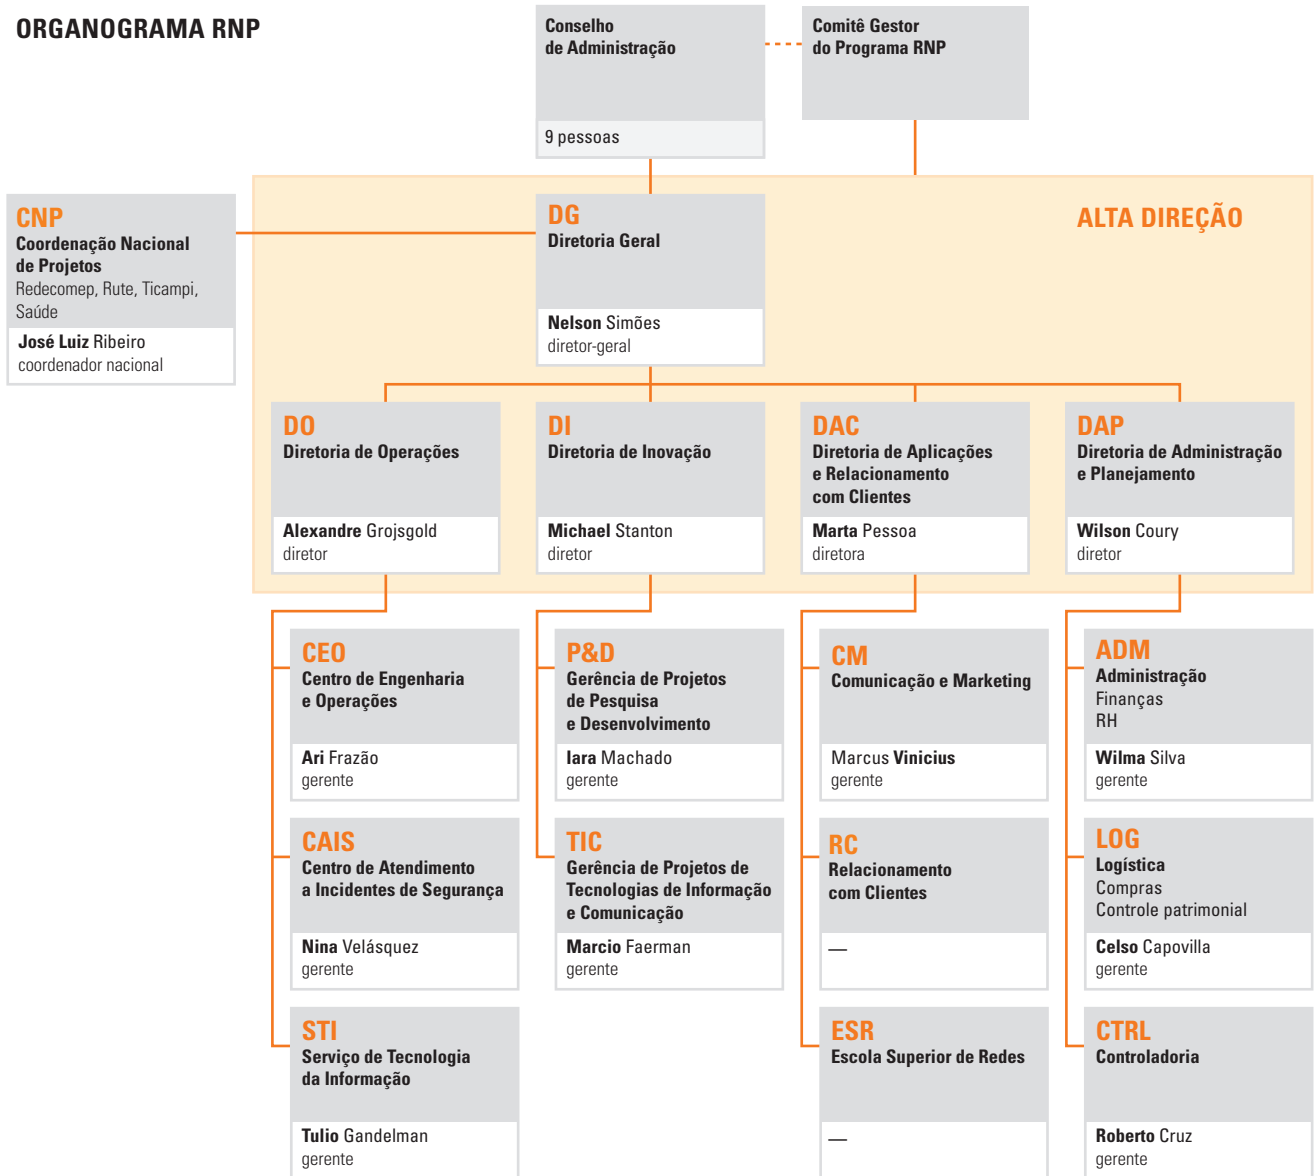 ORGANOGRAMA RNP
Conselho
de Administração
9 pessoas
Comitê Gestor
do Programa RNP
CNP
Coordenação Nacional
de Projetos
Redecomep, Rute, Ticampi,
Saúde
José Luiz Ribeiro
coordenador nacional
DG
Diretoria Geral
Nelson Simões
diretor-geral
ALTA DIREÇÃO
DO
Diretoria de Operações
Alexandre Grojsgold
diretor
DI
Diretoria de Inovação
Michael Stanton
diretor
DAC
Diretoria de Aplicações
e Relacionamento
com Clientes
Marta Pessoa
diretora
DAP
Diretoria de Administração
e Planejamento
Wilson Coury
diretor
CEO
Centro de Engenharia
e Operações
Ari Frazão
gerente
P&D
Gerência de Projetos
de Pesquisa
e Desenvolvimento
Iara Machado
gerente
CM
Comunicação e Marketing
Marcus Vinicius
gerente
ADM
Administração
Finanças
RH
Wilma Silva
gerente
CAIS
Centro de Atendimento
a Incidentes de Segurança
Nina Velásquez
gerente
TIC
Gerência de Projetos de
Tecnologias de Informação
e Comunicação
Marcio Faerman
gerente
RC
Relacionamento
com Clientes
—
LOG
Logística
Compras
Controle patrimonial
Celso Capovilla
gerente
STI
Serviço de Tecnologia
da Informação
Tulio Gandelman
gerente
ESR
Escola Superior de Redes
—
CTRL
Controladoria
Roberto Cruz
gerente